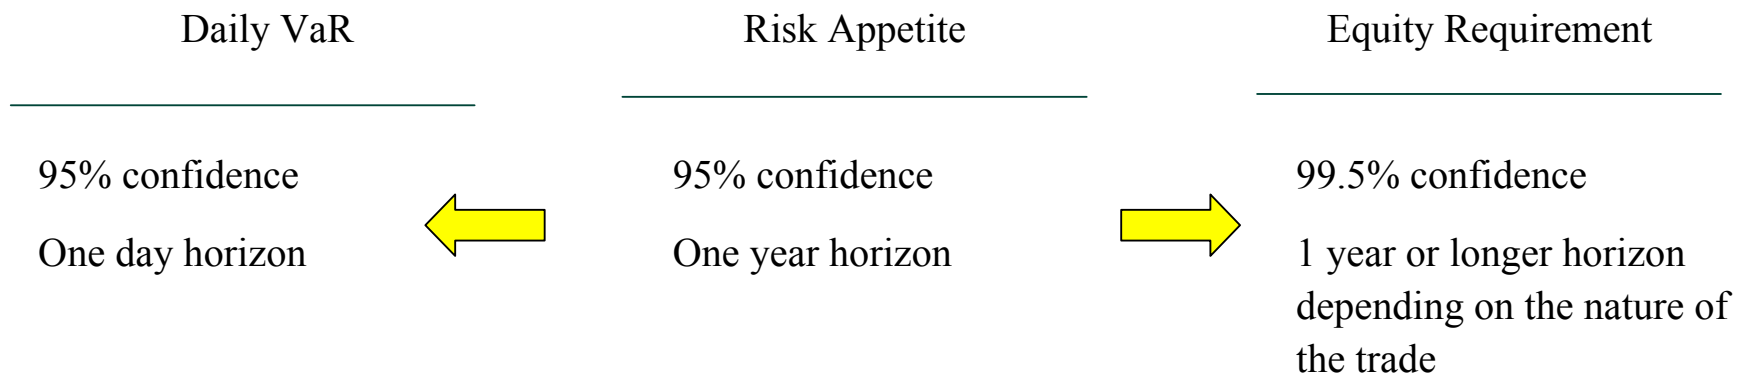 Daily VaR
Risk Appetite
Equity Requirement
95% confidence
One day horizon
95% confidence
One year horizon
99.5% confidence
1 year or longer horizon
depending on the nature of
the trade